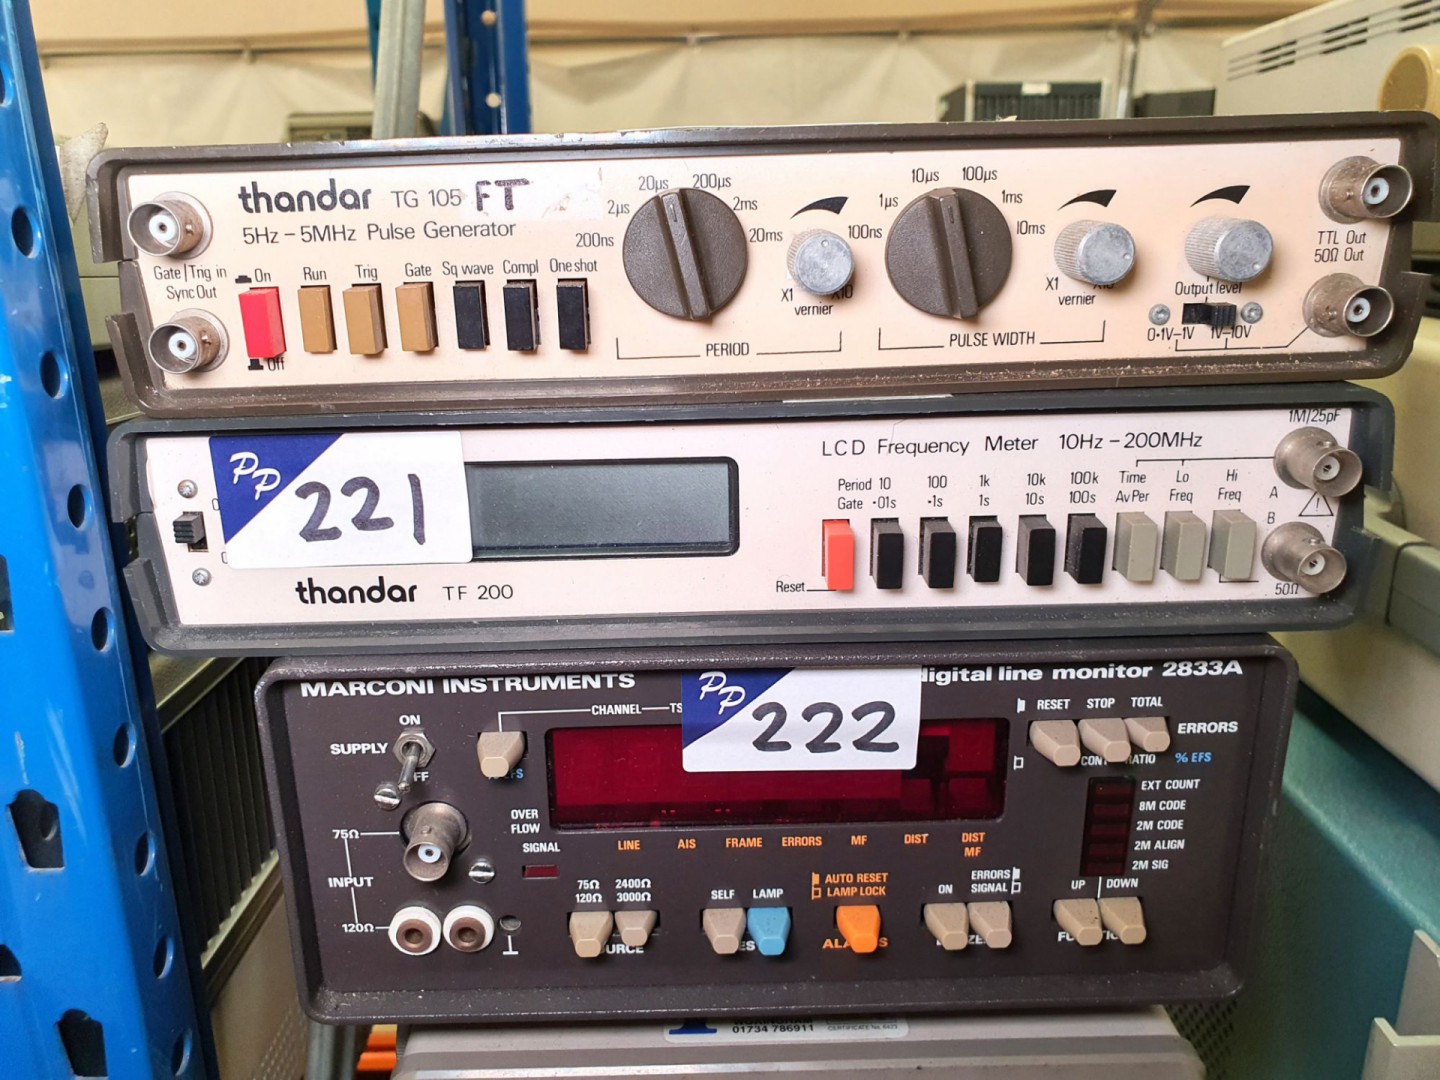 thandar TG 105 FT
5Hz-5MHz Pulse Generator
Gate|Trig in
Sync Out
On
Off
Run
Trig
Gate
Sq wave
Compl
One shot
200ns
2µs
20µs
200µs
2ms
20ms
X1
vernier
PERIOD
100ns
1µs
10µs
100µs
1ms
10ms
X1
vernier
PULSE WIDTH
Output level
0·1V-1V
1V-10V
TTL Out
50Ω Out
PP
221
thandar TF 200
LCD Frequency Meter 10Hz-200MHz
Period 10 100 1k 10k 100k
Gate ·01s ·1s 1s 10s 100s
Time
Av Per
Lo
Freq
Hi
Freq
Reset
1M/25pF
A
B
50Ω
MARCONI INSTRUMENTS
digital line monitor 2833A
PP
222
SUPPLY
ON
CHANNEL
TS
OVER
FLOW
SIGNAL
LINE
AIS
FRAME
ERRORS
MF
DIST
DIST
MF
RESET
STOP
TOTAL
ERRORS
RATIO
% EFS
EXT COUNT
8M CODE
2M CODE
2M ALIGN
2M SIG
75Ω
INPUT
120Ω
75Ω
120Ω
2400Ω
3000Ω
SELF
LAMP
AUTO RESET
LAMP LOCK
ON
ERRORS
SIGNAL
UP
DOWN
01734 786911